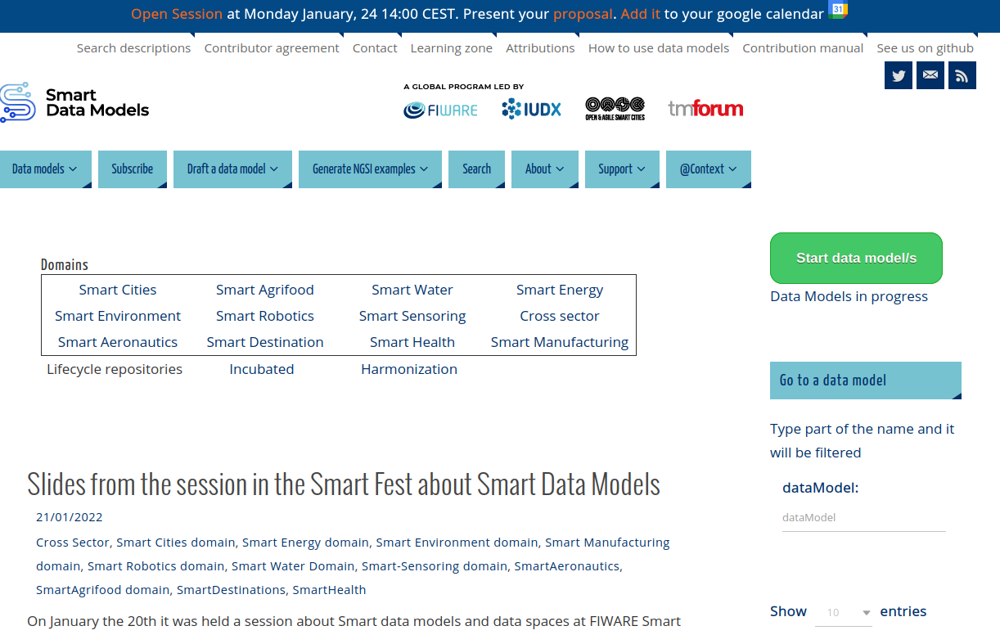 Open Session at Monday January, 24 14:00 CEST. Present your proposal. Add it to your google calendar 31
Search descriptions Contributor agreement Contact Learning zone Attributions How to use data models Contribution manual See us on github
Smart
Data Models
A GLOBAL PROGRAM LED BY
FIWARE IUDX OASC OPEN & AGILE SMART CITIES tmforum
Data models Subscribe Draft a data model Generate NGSI examples Search About Support @Context
Start data model/s
Data Models in progress
Domains
Smart Cities Smart Agrifood Smart Water Smart Energy
Smart Environment Smart Robotics Smart Sensoring Cross sector
Smart Aeronautics Smart Destination Smart Health Smart Manufacturing
Lifecycle repositories Incubated Harmonization
Go to a data model
Type part of the name and it
will be filtered
dataModel:
dataModel
Show 10 entries
Slides from the session in the Smart Fest about Smart Data Models
21/01/2022
Cross Sector, Smart Cities domain, Smart Energy domain, Smart Environment domain, Smart Manufacturing
domain, Smart Robotics domain, Smart Water Domain, Smart-Sensoring domain, SmartAeronautics,
SmartAgrifood domain, SmartDestinations, SmartHealth
On January the 20th it was held a session about Smart data models and data spaces at FIWARE Smart